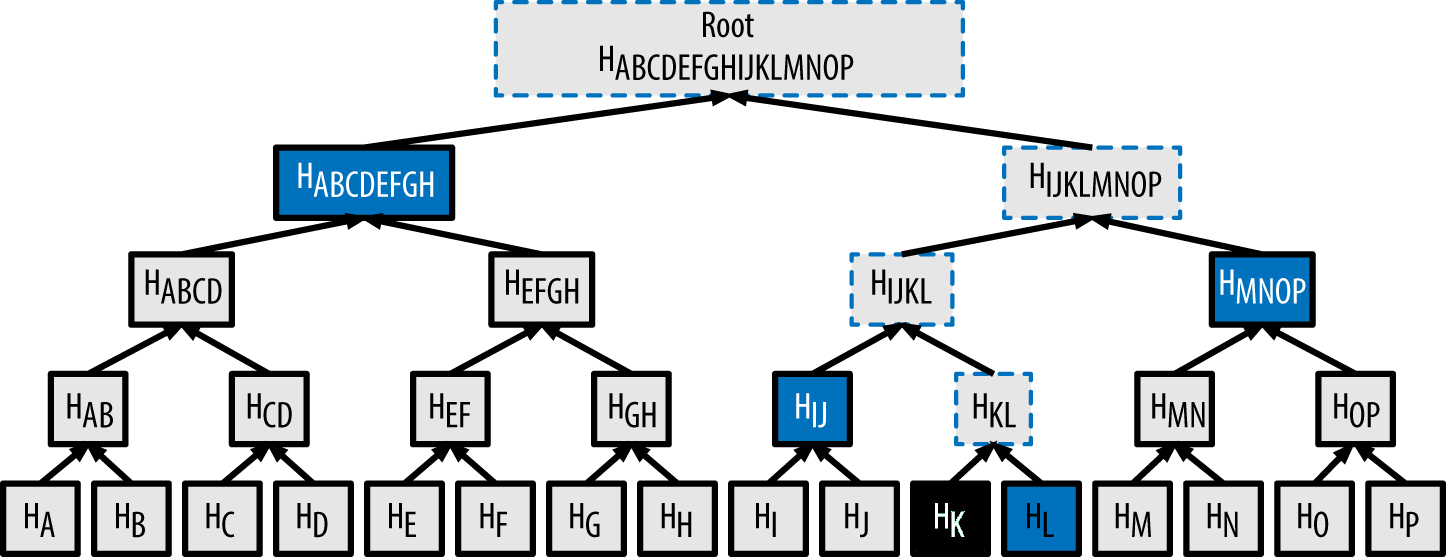 Root
HABCDEFGHIJKLMNOP
HABCDEFGH HIJKLMNOP
HABCD HEFGH HIJKL HMNOP
HAB HCD HEF HGH HIJ HKL HMN HOP
HA HB HC HD HE HF HG HH HI HJ HK HL HM HN HO HP